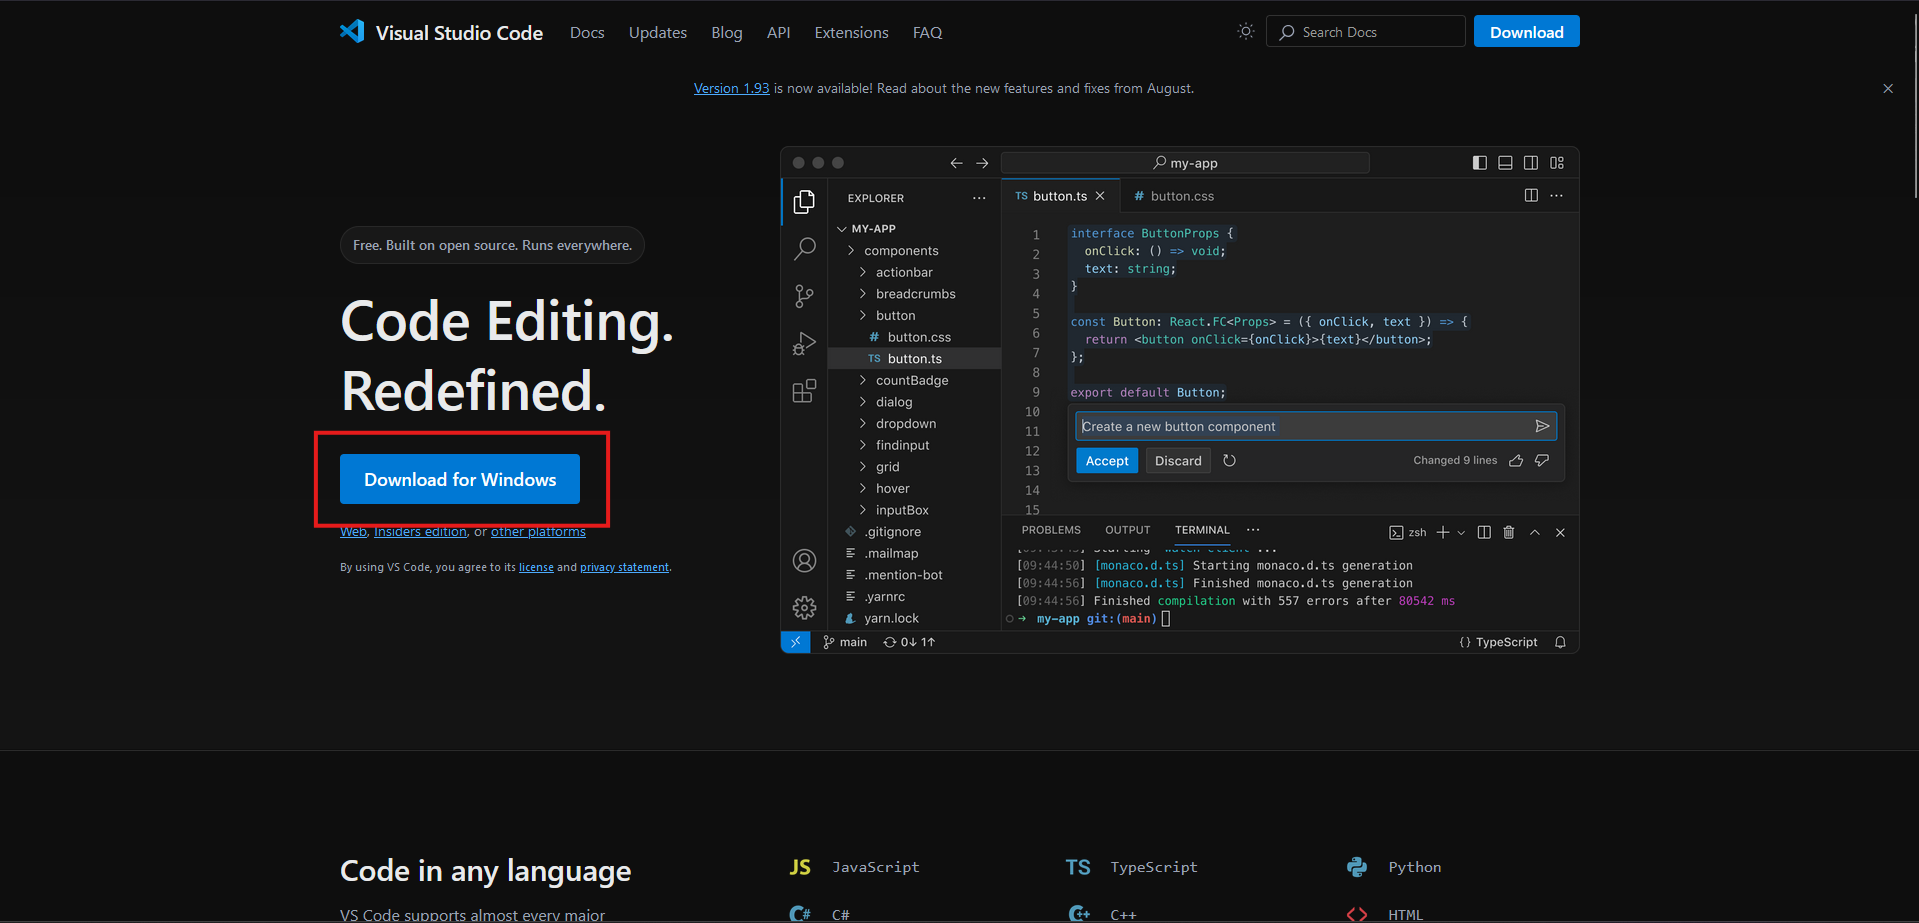 Visual Studio Code Docs Updates Blog API Extensions FAQ Search Docs Download
Version 1.93 is now available! Read about the new features and fixes from August.
Free. Built on open source. Runs everywhere.
Code Editing.
Redefined.
Download for Windows
Web, Insiders edition, or other platforms
By using VS Code, you agree to its license and privacy statement.
my-app
EXPLORER
MY-APP
components
actionbar
breadcrumbs
button
# button.css
TS button.ts
countBadge
dialog
dropdown
findinput
grid
hover
inputBox
.gitignore
.mailmap
.mention-bot
.yarnrc
yarn.lock
TS button.ts # button.css
1 interface ButtonProps {
2 onClick: () => void;
3 text: string;
4 }
5
6 const Button: React.FC<Props> = ({ onClick, text }) => {
7 return <button onClick={onClick}>{text}</button>;
8 };
9
10 export default Button;
11
12
13
14
15
Create a new button component
Accept Discard Changed 9 lines
PROBLEMS OUTPUT TERMINAL zsh
[09:44:50] [monaco.d.ts] Starting monaco.d.ts generation
[09:44:56] [monaco.d.ts] Finished monaco.d.ts generation
[09:44:56] Finished compilation with 557 errors after 80542 ms
my-app git:(main)
main 0↓ 1↑ {} TypeScript
Code in any language
VS Code supports almost every major
JS JavaScript TS TypeScript Python
C# C# C++ C++ HTML